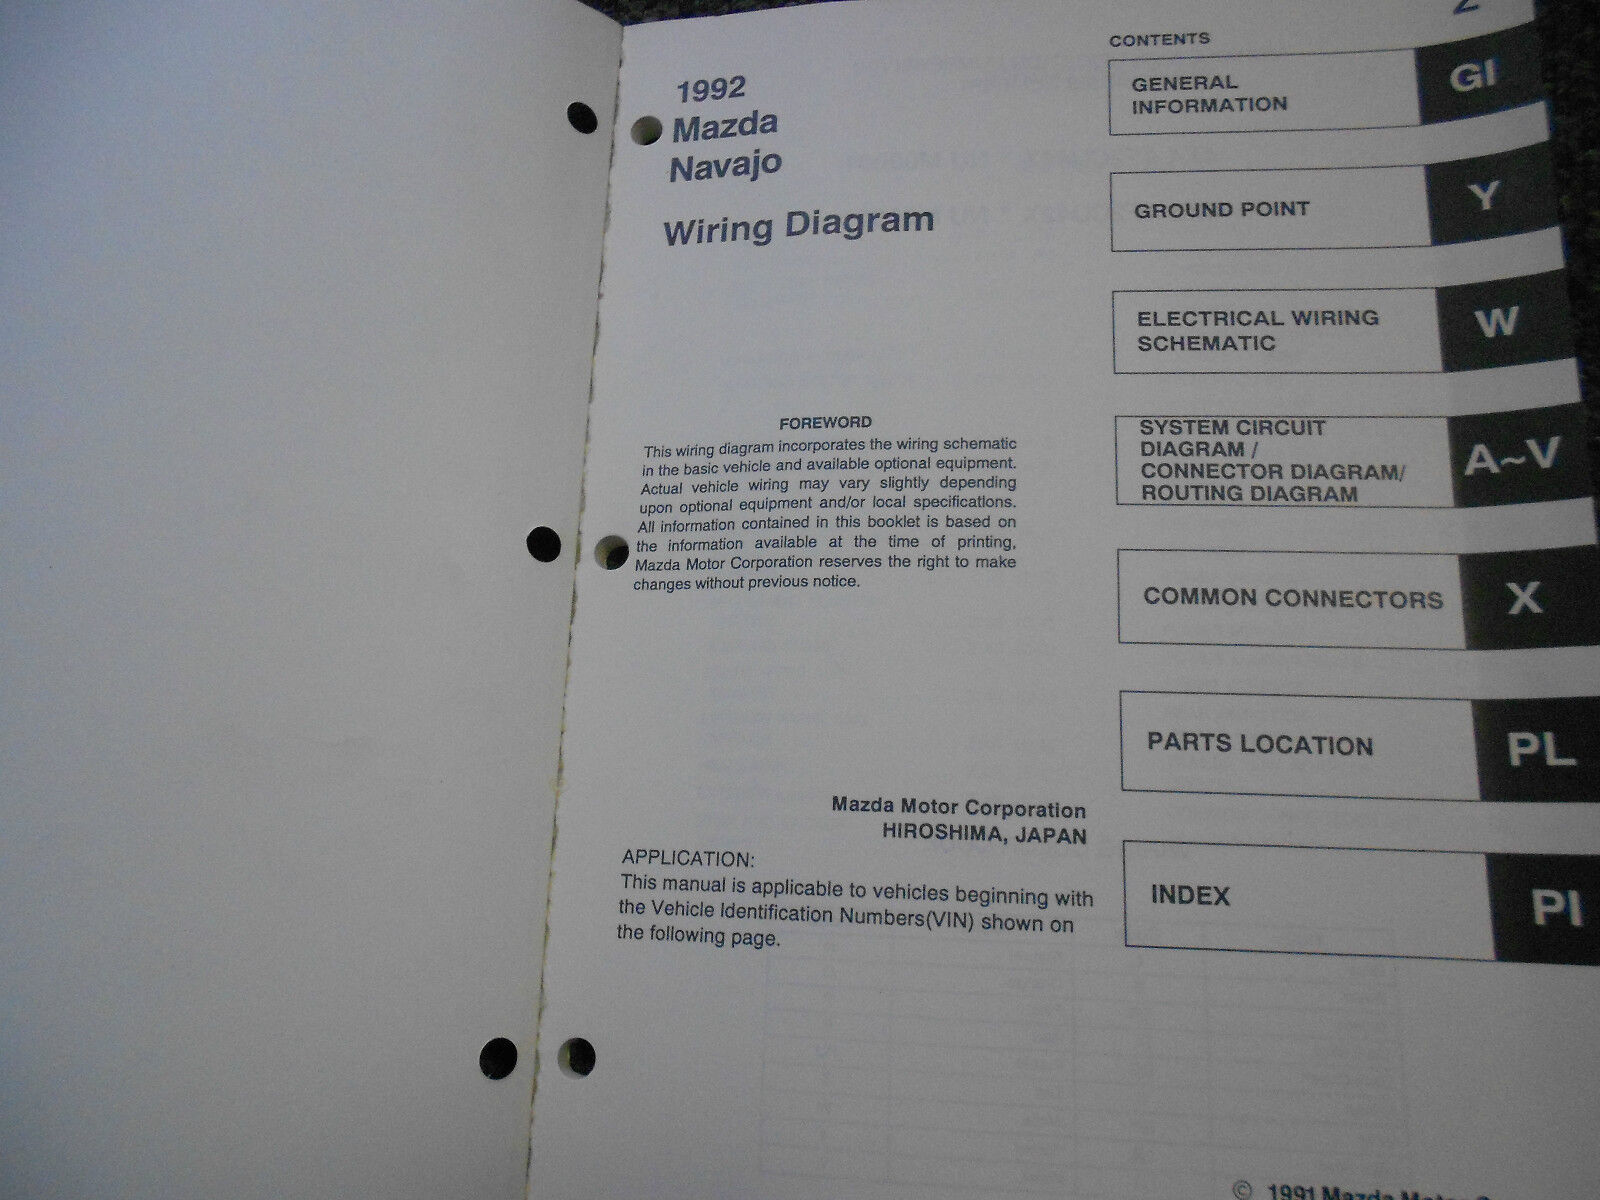 1992
Mazda
Navajo
Wiring Diagram
FOREWORD
This wiring diagram incorporates the wiring schematic
in the basic vehicle and available optional equipment.
Actual vehicle wiring may vary slightly depending
upon optional equipment and/or local specifications.
All information contained in this booklet is based on
the information available at the time of printing,
Mazda Motor Corporation reserves the right to make
changes without previous notice.
Mazda Motor Corporation
HIROSHIMA, JAPAN
APPLICATION:
This manual is applicable to vehicles beginning with
the Vehicle Identification Numbers(VIN) shown on
the following page.
CONTENTS
GENERAL
INFORMATION
GI
GROUND POINT
Y
ELECTRICAL WIRING
SCHEMATIC
W
SYSTEM CIRCUIT
DIAGRAM /
CONNECTOR DIAGRAM/
ROUTING DIAGRAM
A~V
COMMON CONNECTORS
X
PARTS LOCATION
PL
INDEX
PI
© 1991 Mazda